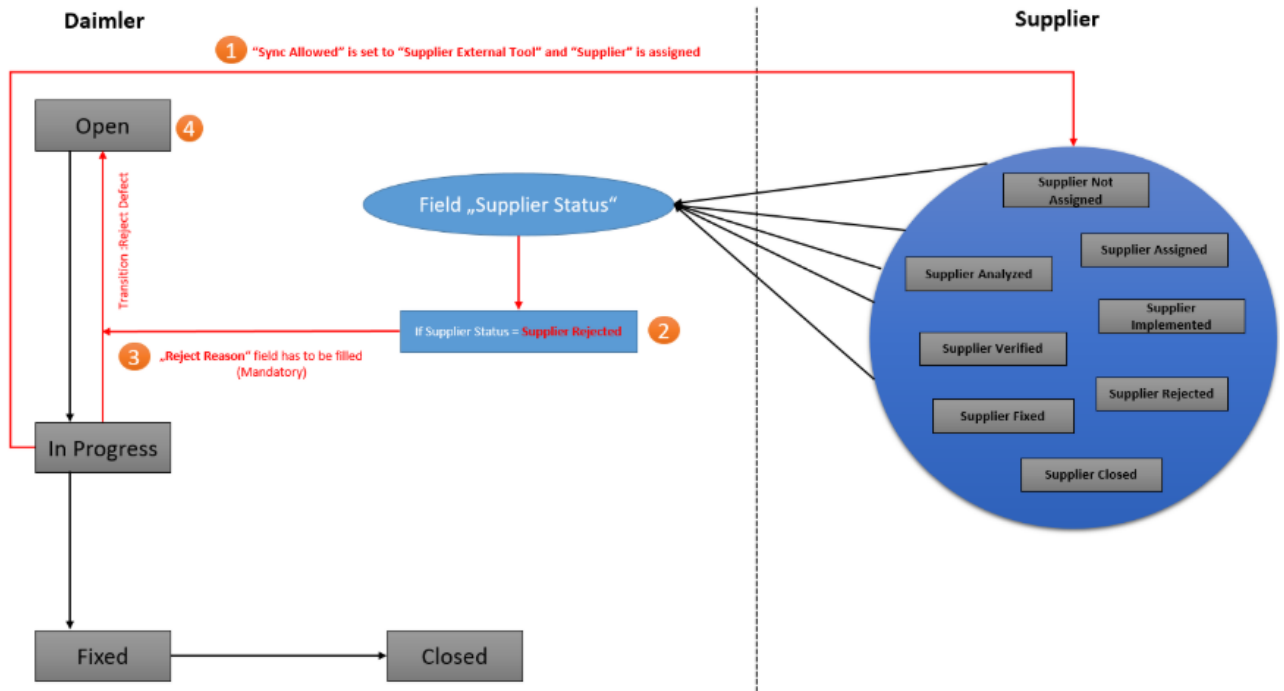 Daimler
Supplier
1 "Sync Allowed" is set to "Supplier External Tool" and "Supplier" is assigned
Open
4
Transition :Reject Defect
Field „Supplier Status“
If Supplier Status = Supplier Rejected
2
3 „Reject Reason“ field has to be filled
(Mandatory)
In Progress
Fixed
Closed
Supplier Not
Assigned
Supplier Assigned
Supplier Analyzed
Supplier
Implemented
Supplier Verified
Supplier Rejected
Supplier Fixed
Supplier Closed